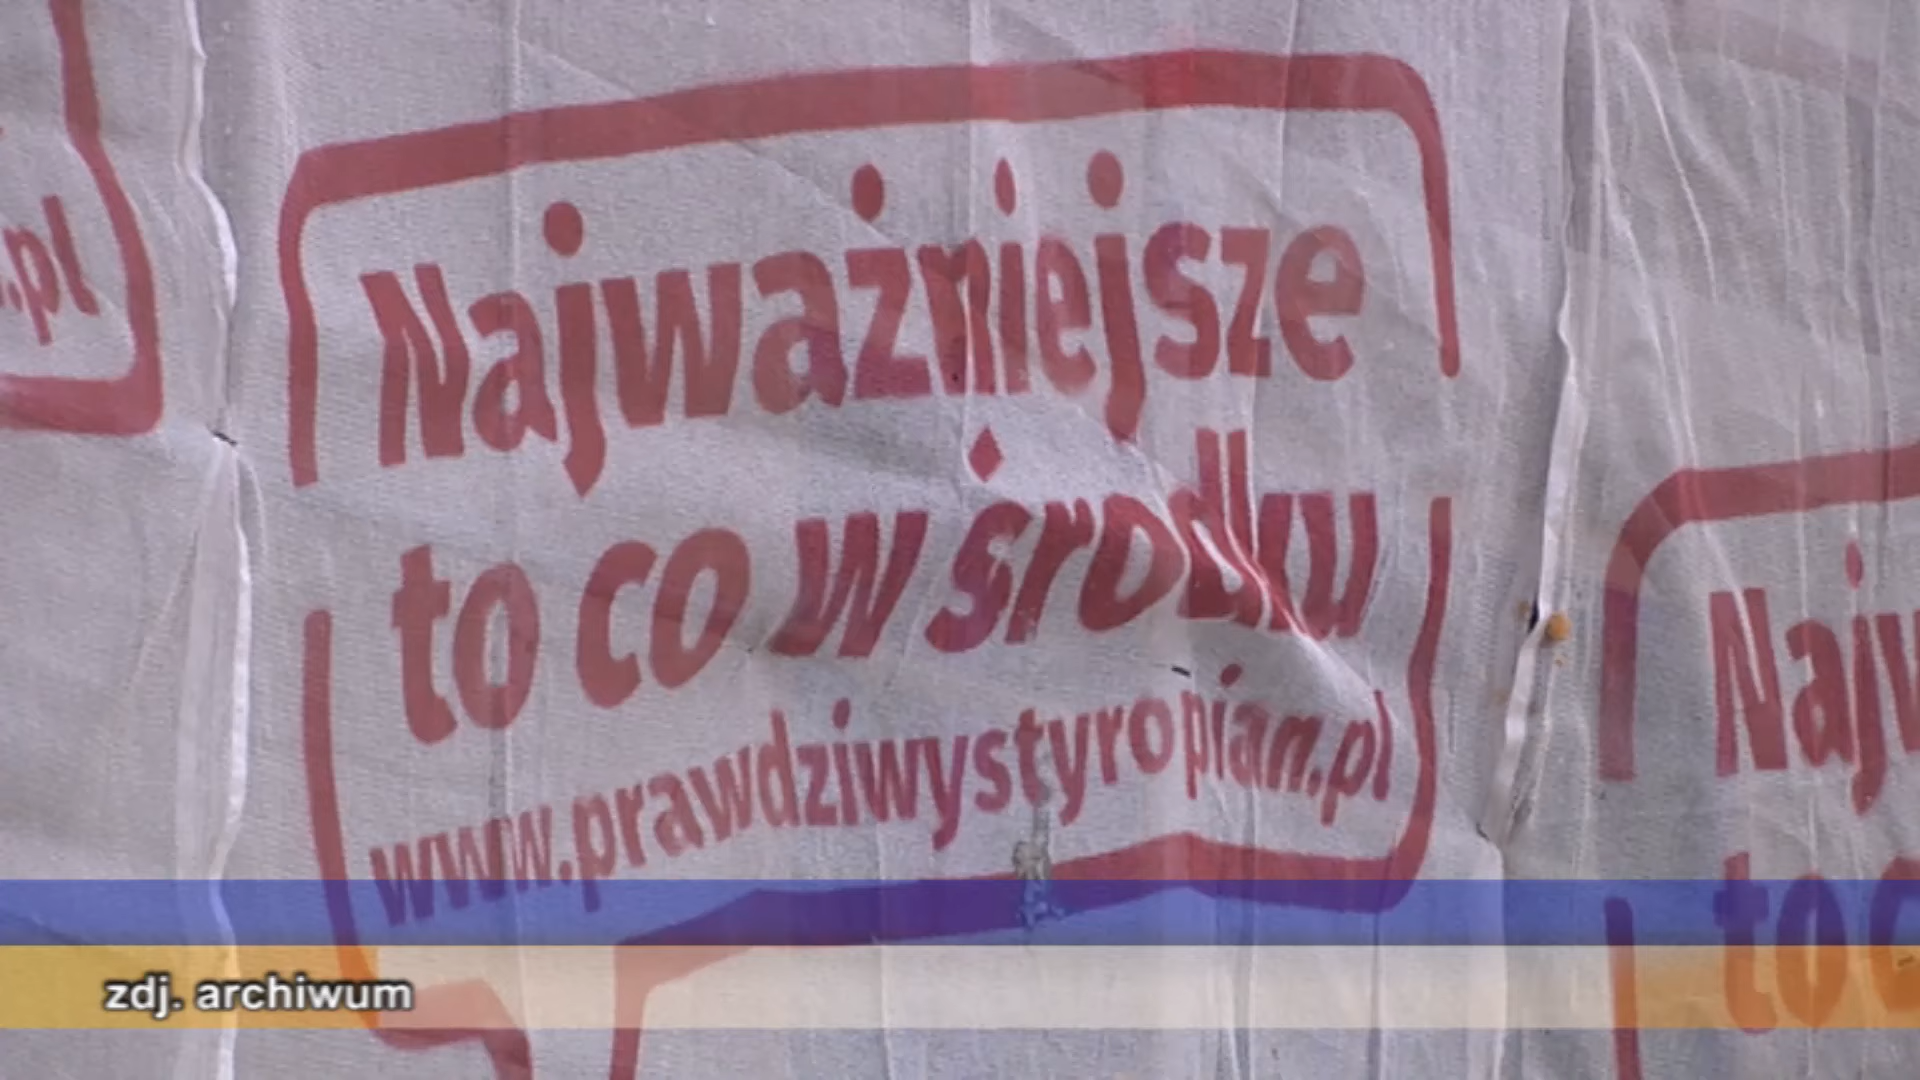 .pl
Najważniejsze
to co w środku
www.prawdziwystyropian.pl
Najw
to c
zdj. archiwum